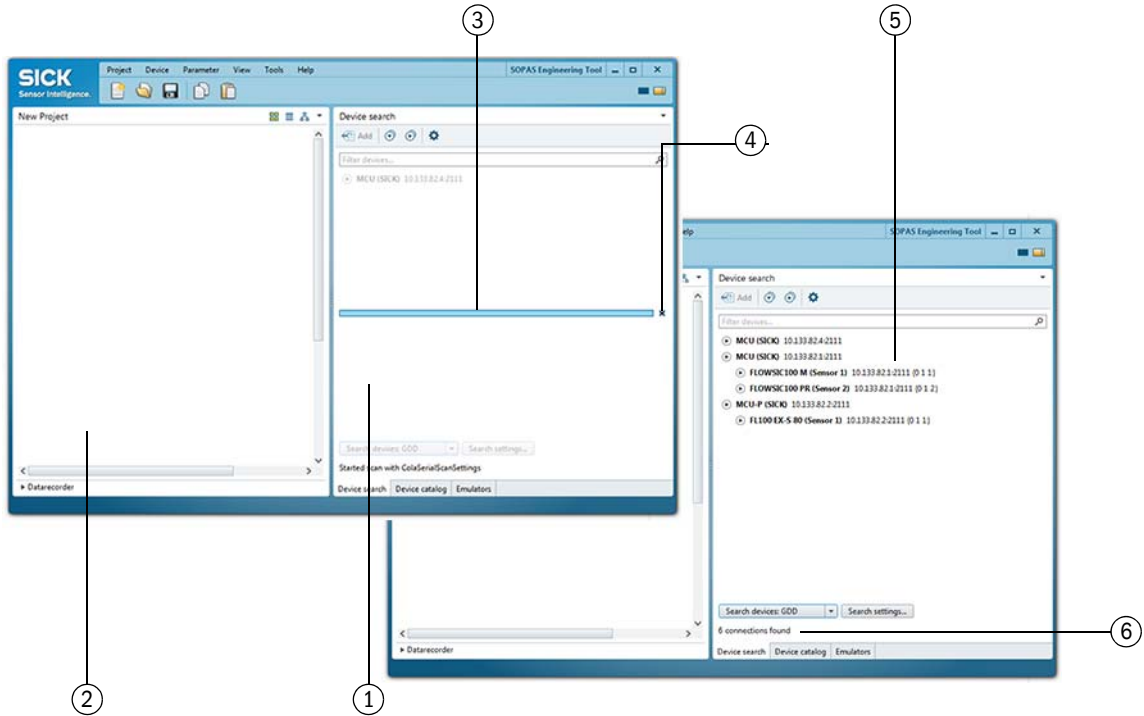 3
5
SICK
Sensor Intelligence.
Project Device Parameter View Tools Help
SOPAS Engineering Tool
New Project
Device search
Add
Filter devices...
MCU (SICK) 10.133.82.4:2111
4
Search devices: GDD Search settings...
Started scan with ColaSerialScanSettings
Datarecorder
Device search Device catalog Emulators
elp
SOPAS Engineering Tool
Device search
Add
Filter devices...
MCU (SICK) 10.133.82.4:2111
MCU (SICK) 10.133.82.1:2111
FLOWSIC100 M (Sensor 1) 10.133.82.1:2111 (0 1 1)
FLOWSIC100 PR (Sensor 2) 10.133.82.1:2111 (0 1 2)
MCU-P (SICK) 10.133.82.2:2111
FL100 EX-S-80 (Sensor 1) 10.133.82.2:2111 (0 1 1)
Search devices: GDD Search settings...
6 connections found
Datarecorder
Device search Device catalog Emulators
6
2
1